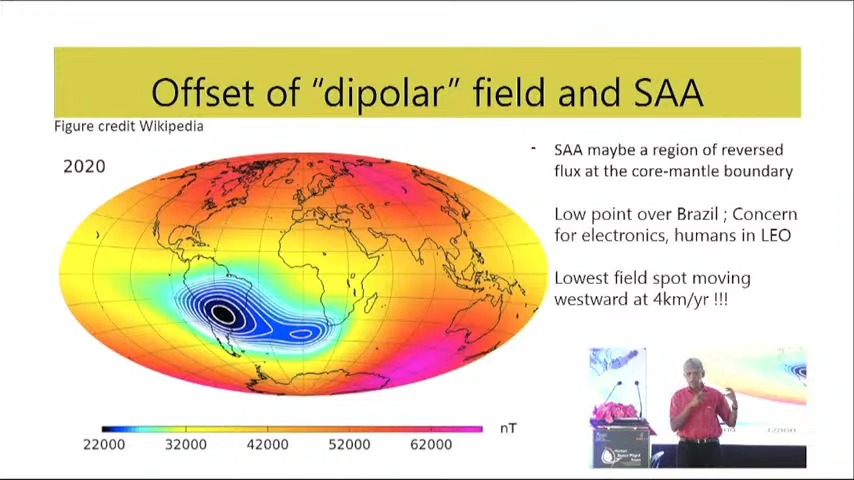 Offset of “dipolar” field and SAA
Figure credit Wikipedia
2020
- SAA maybe a region of reversed
flux at the core-mantle boundary
Low point over Brazil ; Concern
for electronics, humans in LEO
Lowest field spot moving
westward at 4km/yr !!!
nT
22000 32000 42000 52000 62000